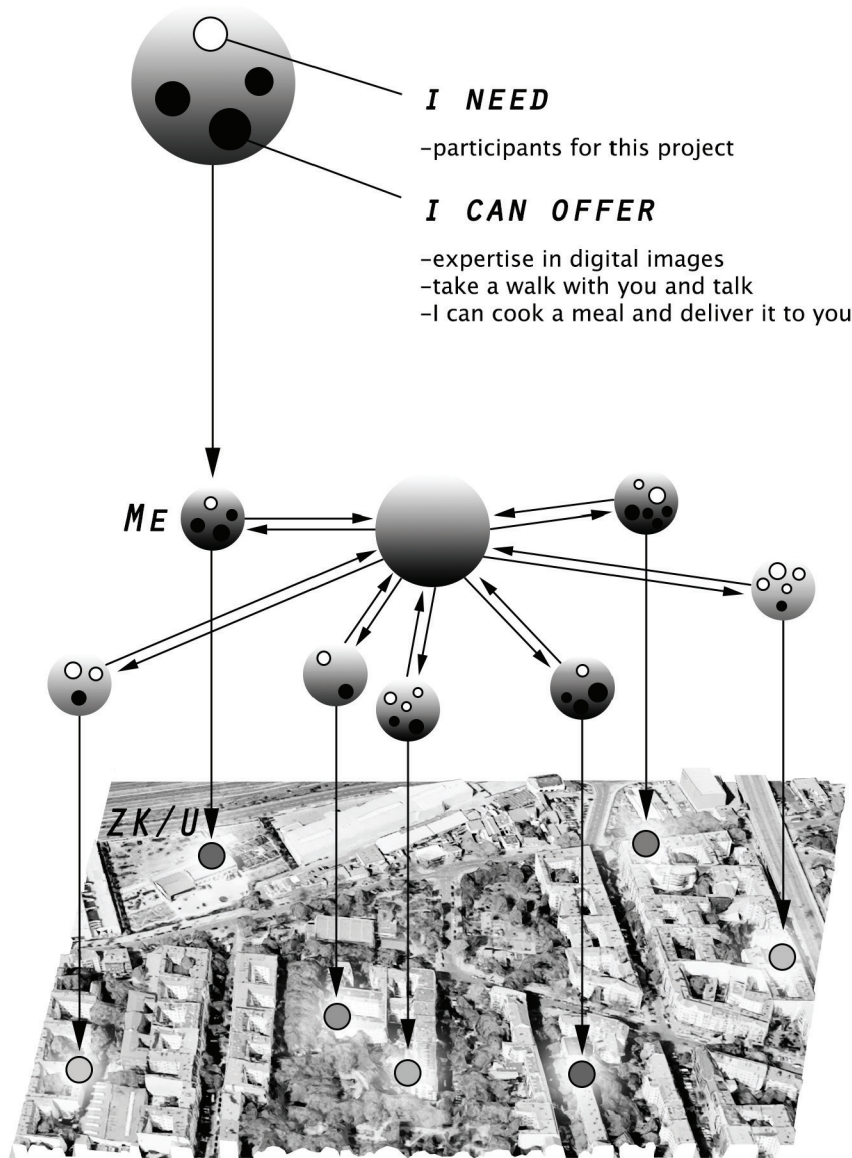 I NEED
-participants for this project
I CAN OFFER
-expertise in digital images
-take a walk with you and talk
-I can cook a meal and deliver it to you
ME
ZK/U